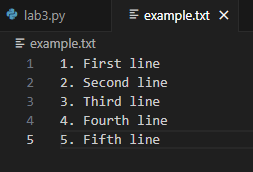 lab3.py
example.txt
example.txt
1 1. First line
2 2. Second line
3 3. Third line
4 4. Fourth line
5 5. Fifth line